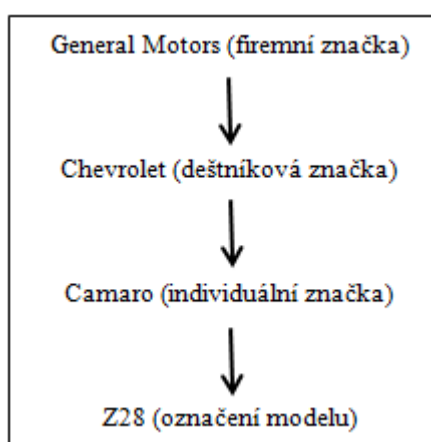 General Motors (firemní značka)
Chevrolet (deštníková značka)
Camaro (individuální značka)
Z28 (označení modelu)